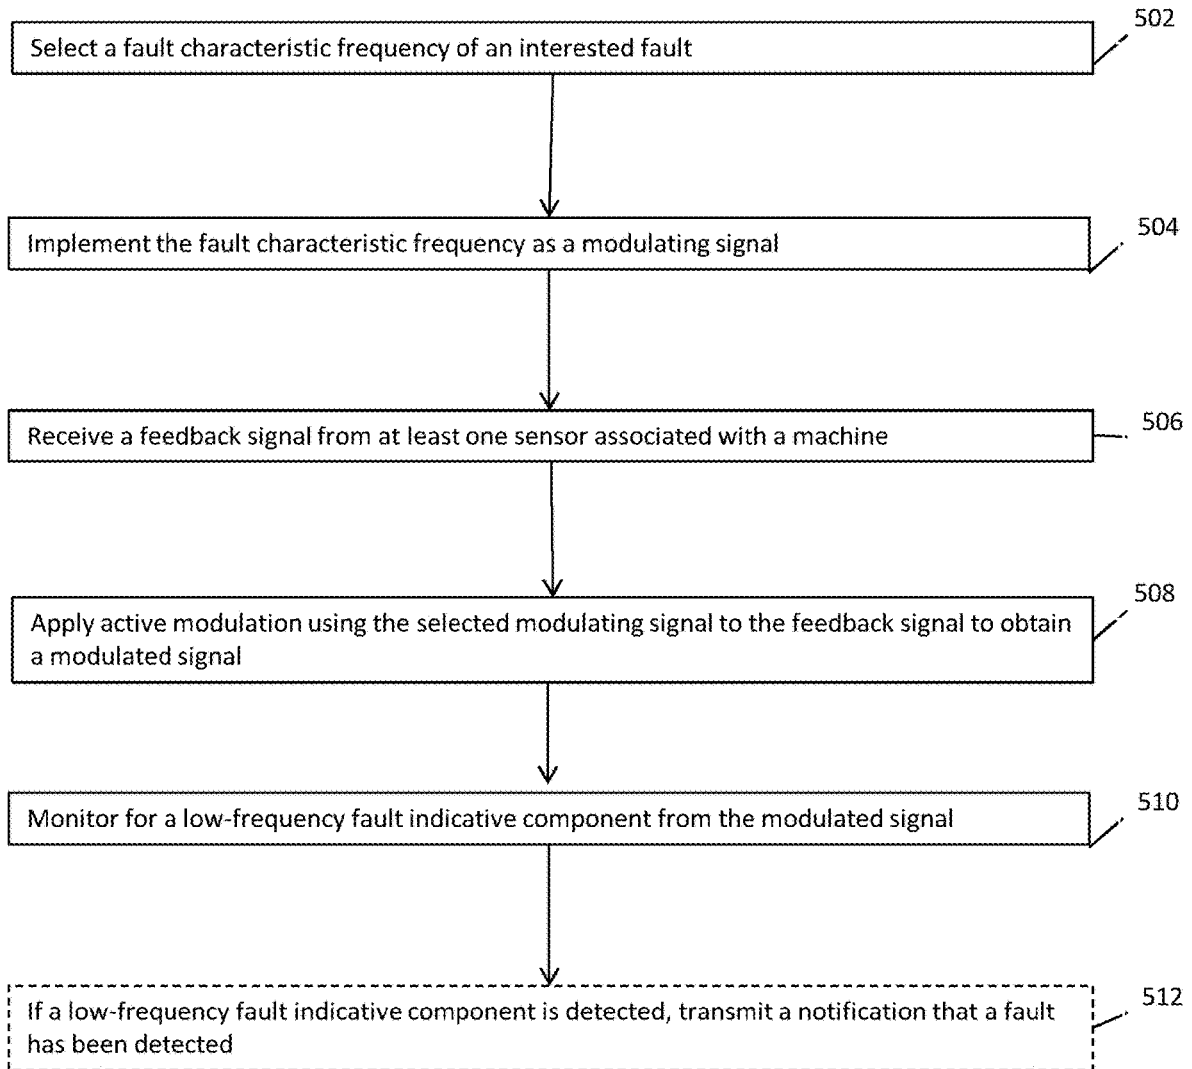 502
Select a fault characteristic frequency of an interested fault
504
Implement the fault characteristic frequency as a modulating signal
506
Receive a feedback signal from at least one sensor associated with a machine
508
Apply active modulation using the selected modulating signal to the feedback signal to obtain
a modulated signal
510
Monitor for a low-frequency fault indicative component from the modulated signal
512
If a low-frequency fault indicative component is detected, transmit a notification that a fault
has been detected